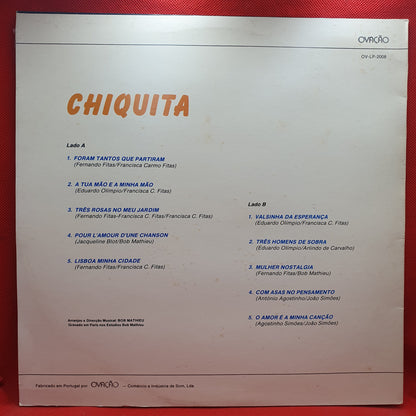 OVAÇÃO
OV-LP-2008
CHIQUITA
Lado A
1. FORAM TANTOS QUE PARTIRAM
(Fernando Fitas/Francisca Carmo Fitas)
2. A TUA MÃO E A MINHA MÃO
(Eduardo Olímpio/Francisca C. Fitas)
3. TRÊS ROSAS NO MEU JARDIM
(Fernando Fitas-Francisca C. Fitas/Francisca C. Fitas)
4. POUR L'AMOUR D'UNE CHANSON
(Jacqueline Blot/Bob Mathieu)
5. LISBOA MINHA CIDADE
(Fernando Fitas/Francisca C. Fitas)
Lado B
1. VALSINHA DA ESPERANÇA
(Eduardo Olímpio/Francisca C. Fitas)
2. TRÊS HOMENS DE SOBRA
(Eduardo Olímpio/Arlindo de Carvalho)
3. MULHER NOSTALGIA
(Fernando Fitas/Bob Mathieu)
4. COM ASAS NO PENSAMENTO
(António Agostinho/João Simões)
5. O AMOR É A MINHA CANÇÃO
(Agostinho Simões/João Simões)
Arranjos e Direcção Musical: BOB MATHIEU
Gravado em Paris nos Estúdios Bob Mathieu
Fabricado em Portugal por OVAÇÃO — Comércio e Indústria de Som, Lda.